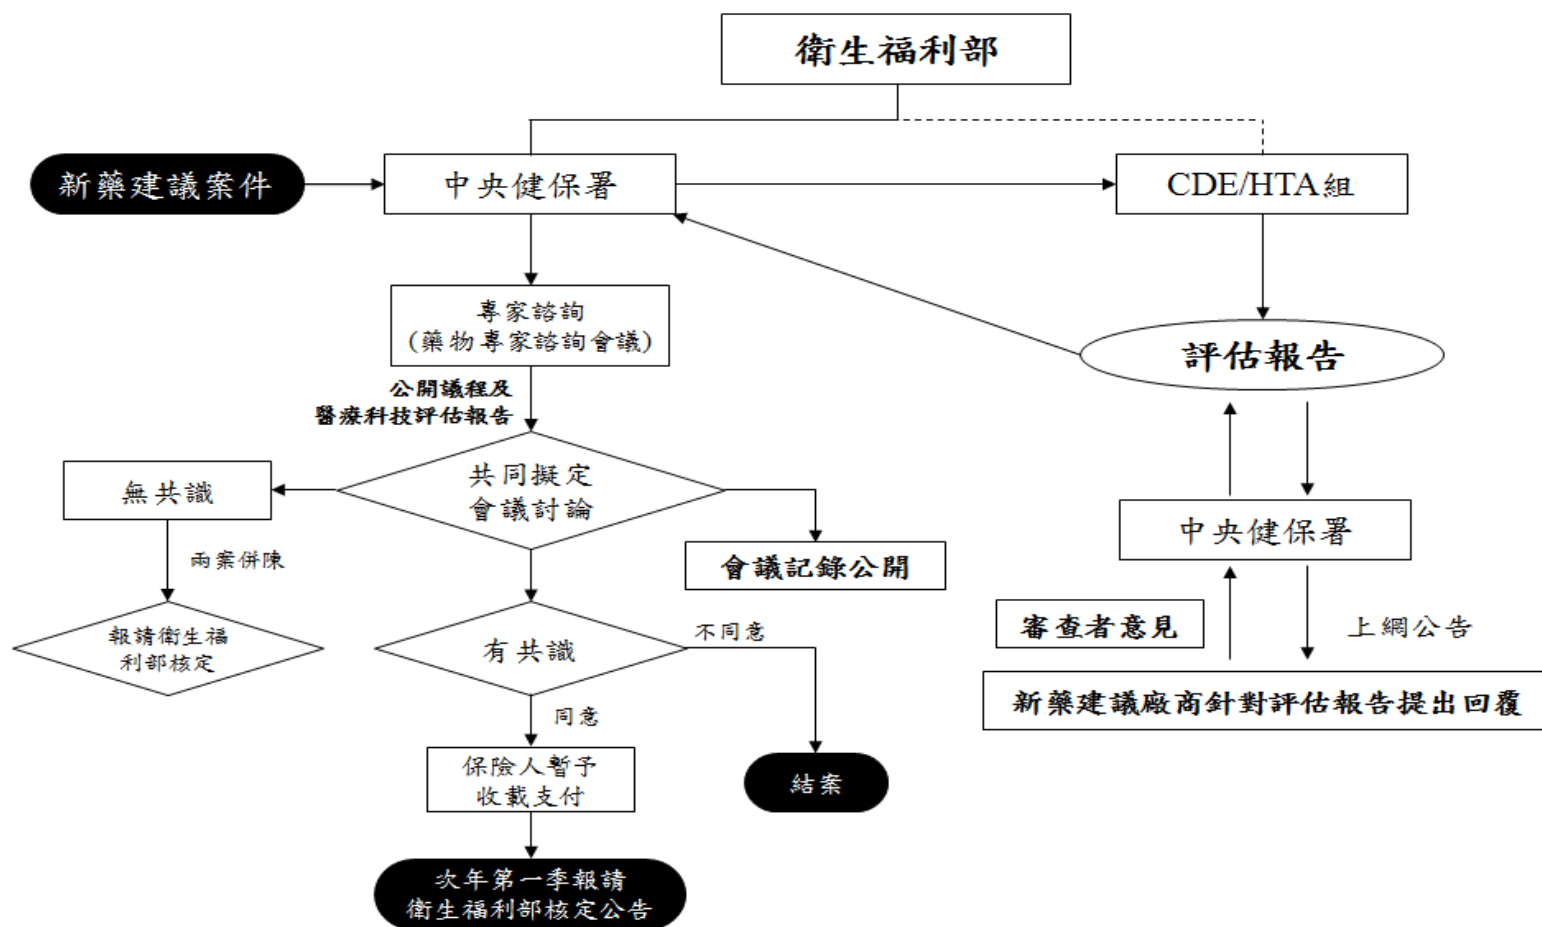 衛生福利部
新藥建議案件
中央健保署
CDE/HTA組
專家諮詢
(藥物專家諮詢會議)
評估報告
公開議程及
醫療科技評估報告
無共識
共同擬定
會議討論
中央健保署
兩案併陳
會議記錄公開
審查者意見
上網公告
報請衛生福
利部核定
有共識
不同意
新藥建議廠商針對評估報告提出回覆
同意
保險人暫予
收載支付
結案
次年第一季報請
衛生福利部核定公告